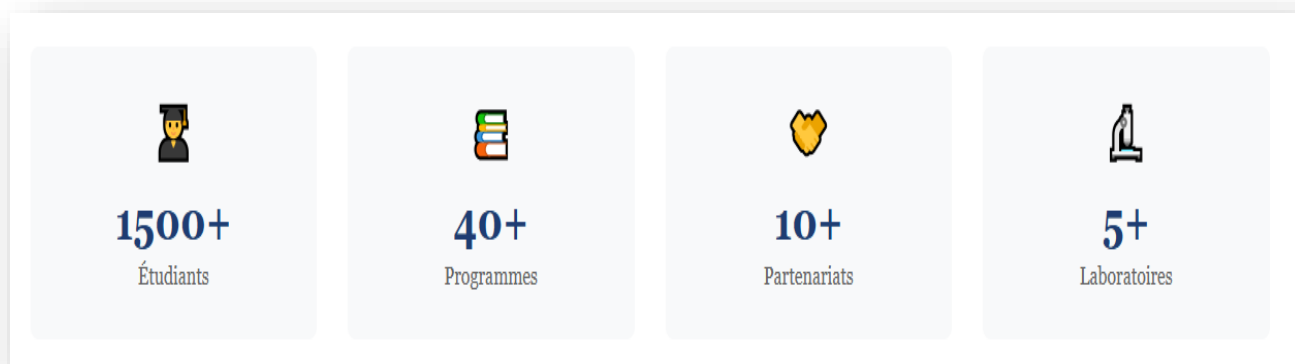 1500+
Étudiants
40+
Programmes
10+
Partenariats
5+
Laboratoires